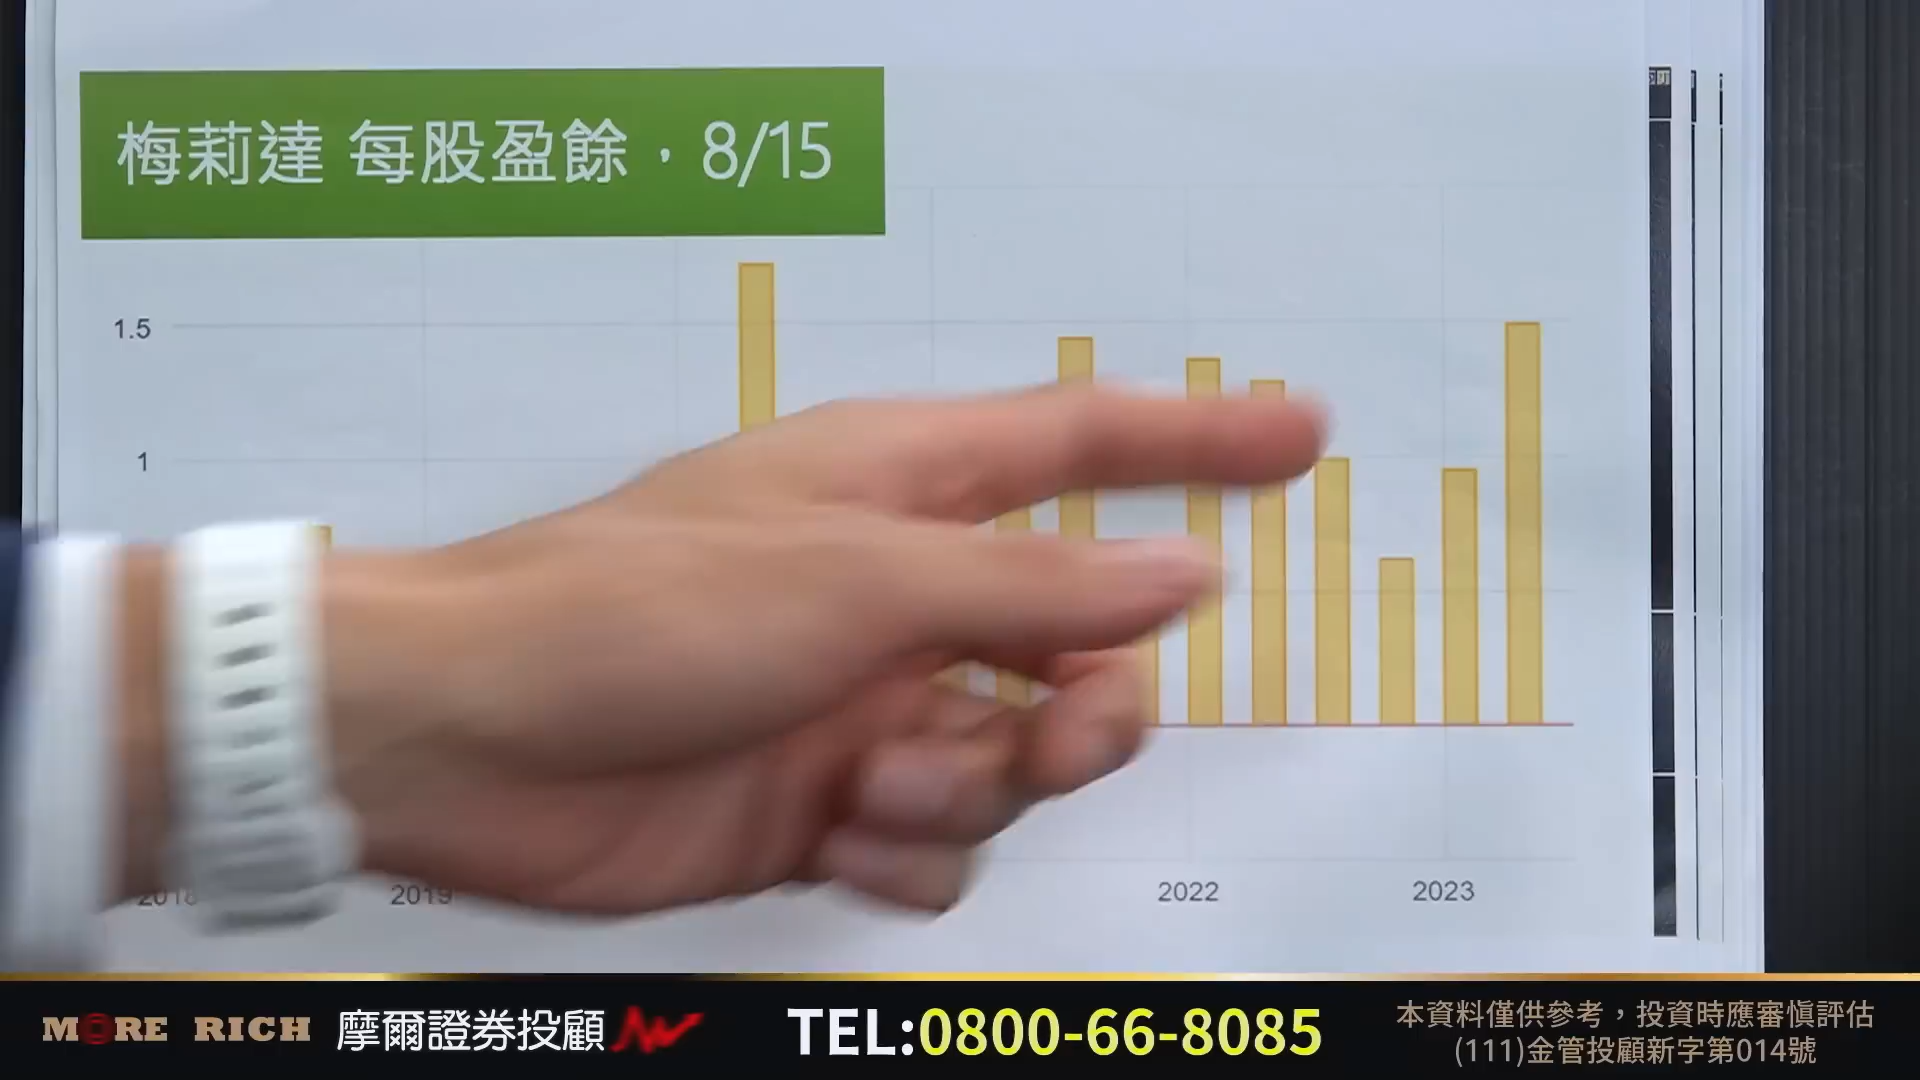 梅莉達 每股盈餘，8/15
1.5
1
2018
2019
2022
2023
MORE RICH 摩爾證券投顧
TEL:0800-66-8085
本資料僅供參考，投資時應審慎評估
(111)金管投顧新字第014號